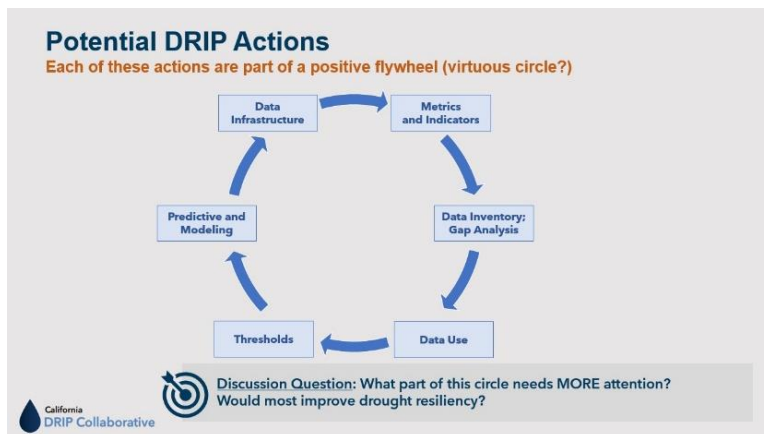 Potential DRIP Actions
Each of these actions are part of a positive flywheel (virtuous circle?)
Data
Infrastructure
Metrics
and Indicators
Predictive and
Modeling
Data Inventory;
Gap Analysis
Thresholds
Data Use
Discussion Question: What part of this circle needs MORE attention?
Would most improve drought resiliency?
California
DRIP Collaborative